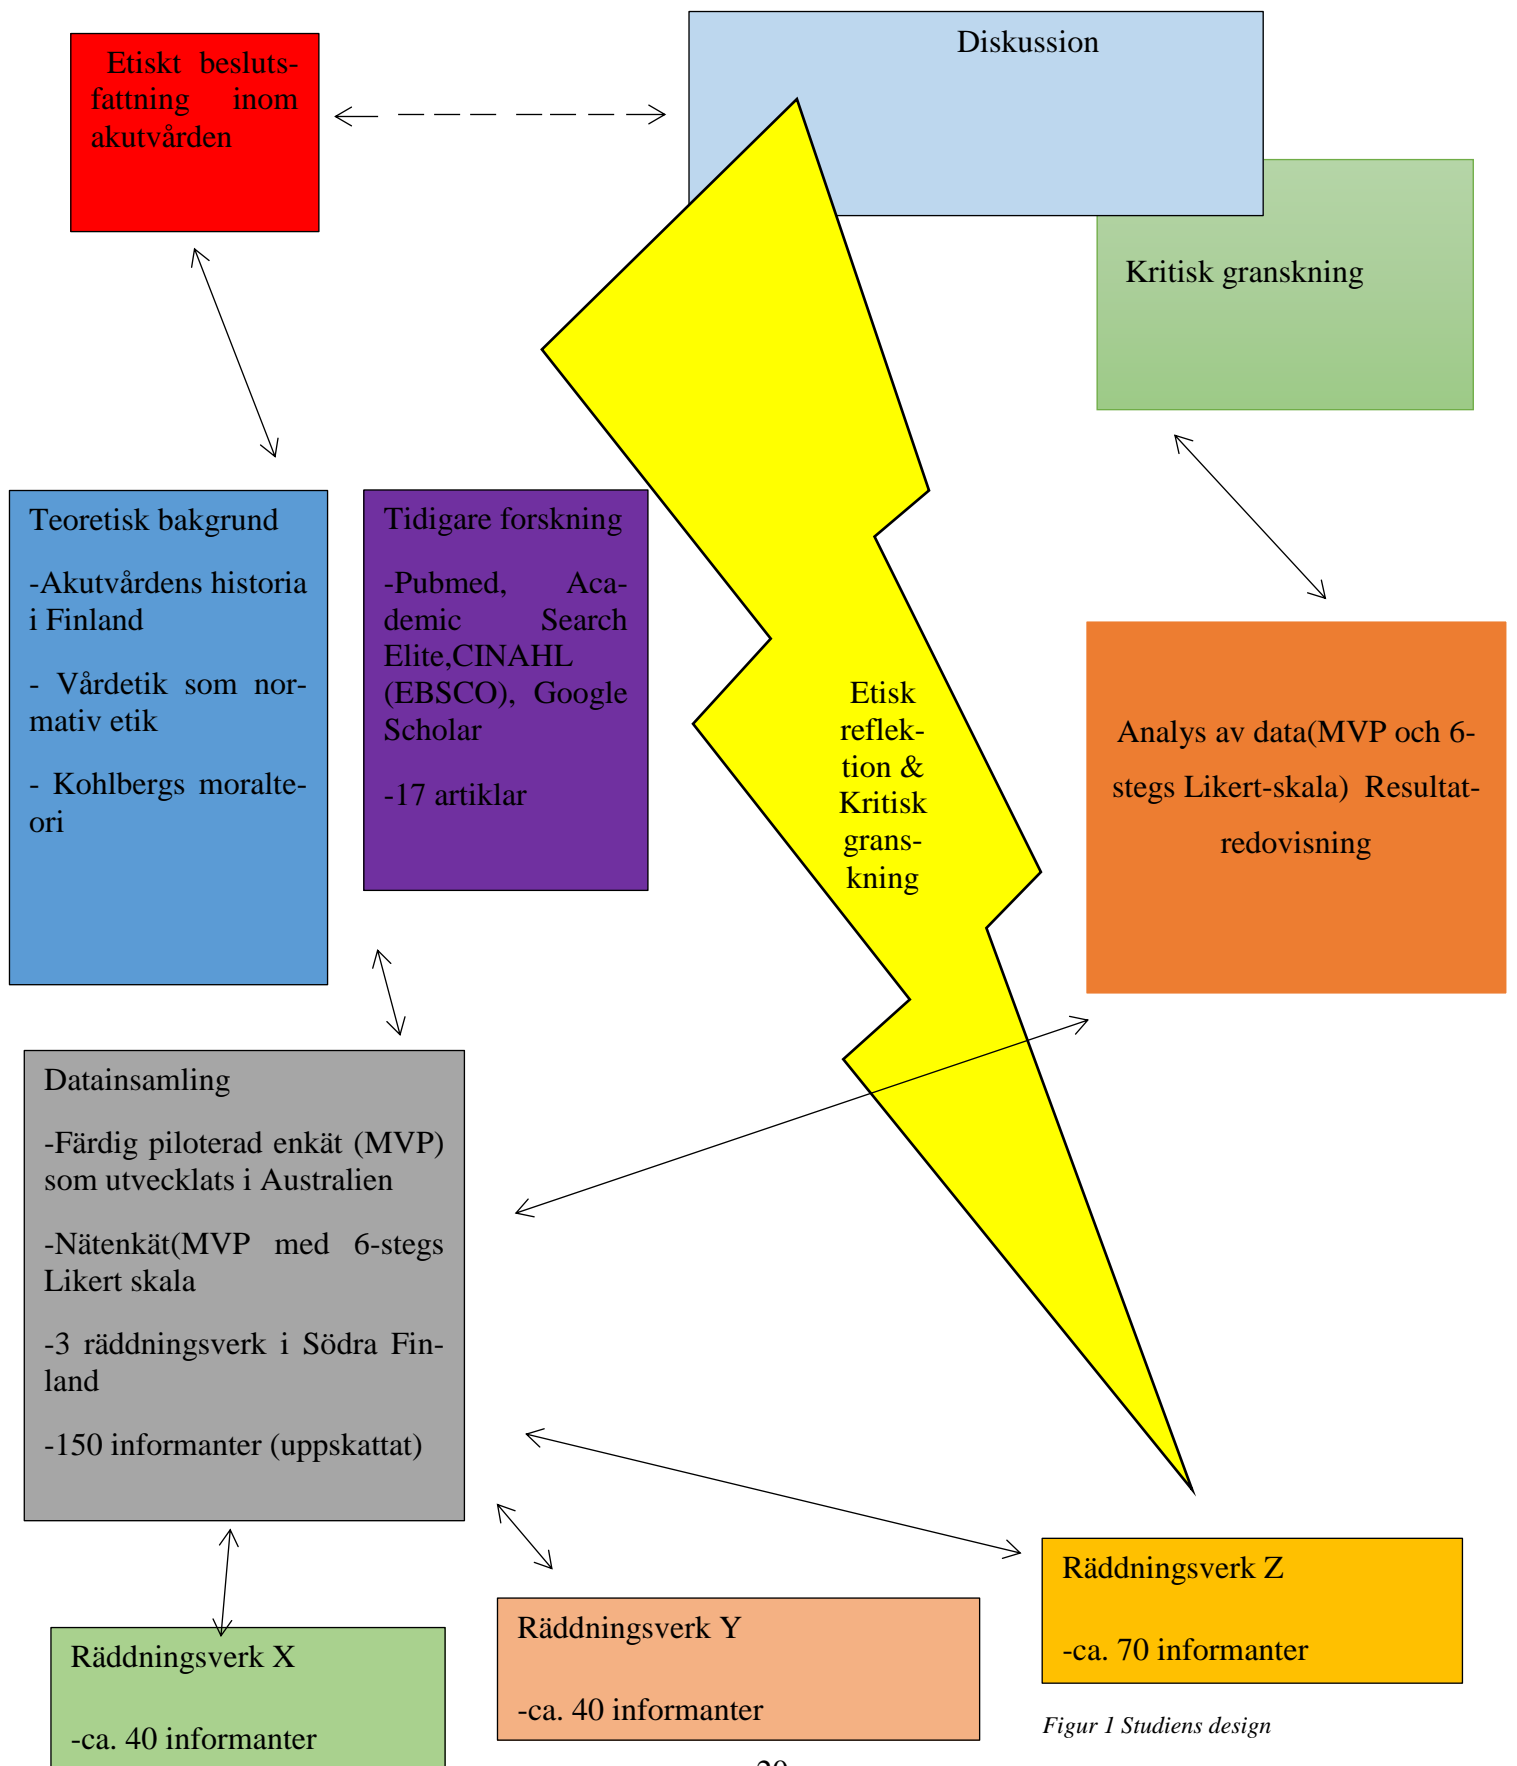 Diskussion
Etiskt besluts-
fattning inom
akutvården
Kritisk granskning
Teoretisk bakgrund
-Akutvårdens historia
i Finland
- Vårdetik som nor-
mativ etik
- Kohlbergs moralte-
ori
Tidigare forskning
-Pubmed, Aca-
demic Search
Elite,CINAHL
(EBSCO), Google
Scholar
-17 artiklar
Etisk
reflek-
tion &
Kritisk
grans-
kning
Analys av data(MVP och 6-
stegs Likert-skala) Resultat-
redovisning
Datainsamling
-Färdig piloterad enkät (MVP)
som utvecklats i Australien
-Nätenkät(MVP med 6-stegs
Likert skala
-3 räddningsverk i Södra Fin-
land
-150 informanter (uppskattat)
Räddningsverk Z
-ca. 70 informanter
Räddningsverk Y
-ca. 40 informanter
Räddningsverk X
-ca. 40 informanter
Figur 1 Studiens design